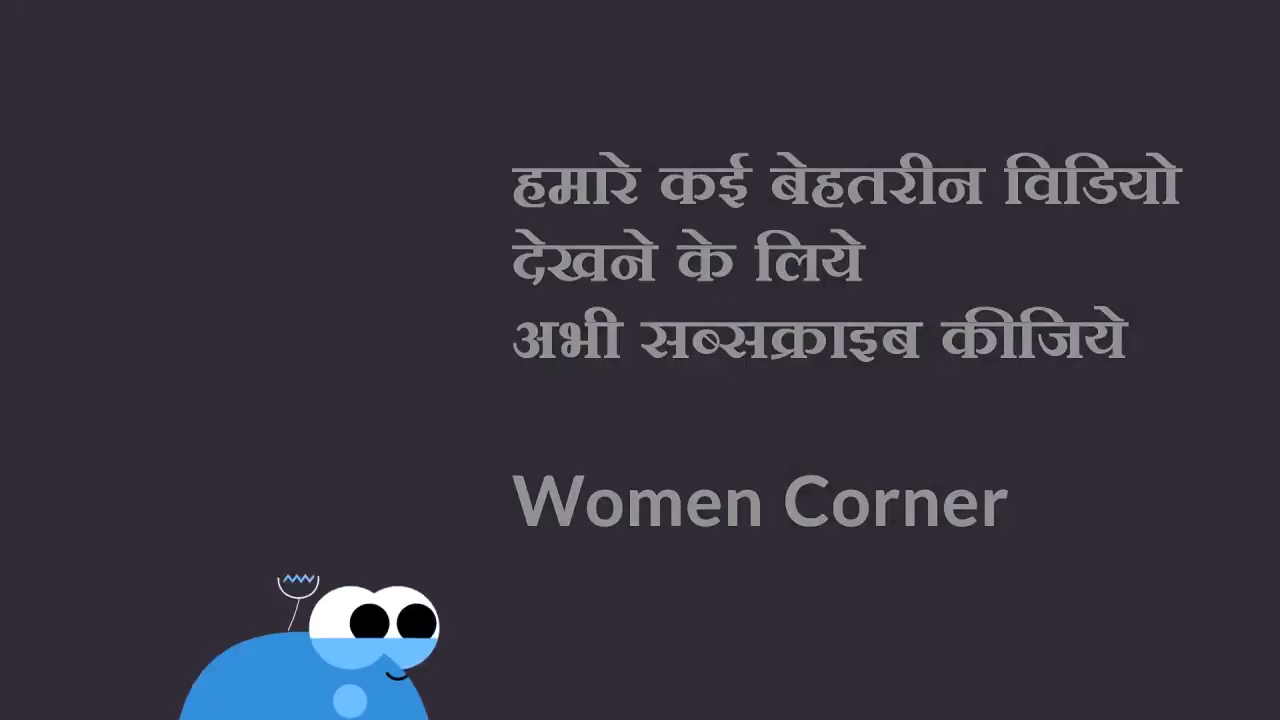 हमारे कई बेहतरीन विडियो
देखने के लिये
अभी सब्सक्राइब कीजिये
Women Corner